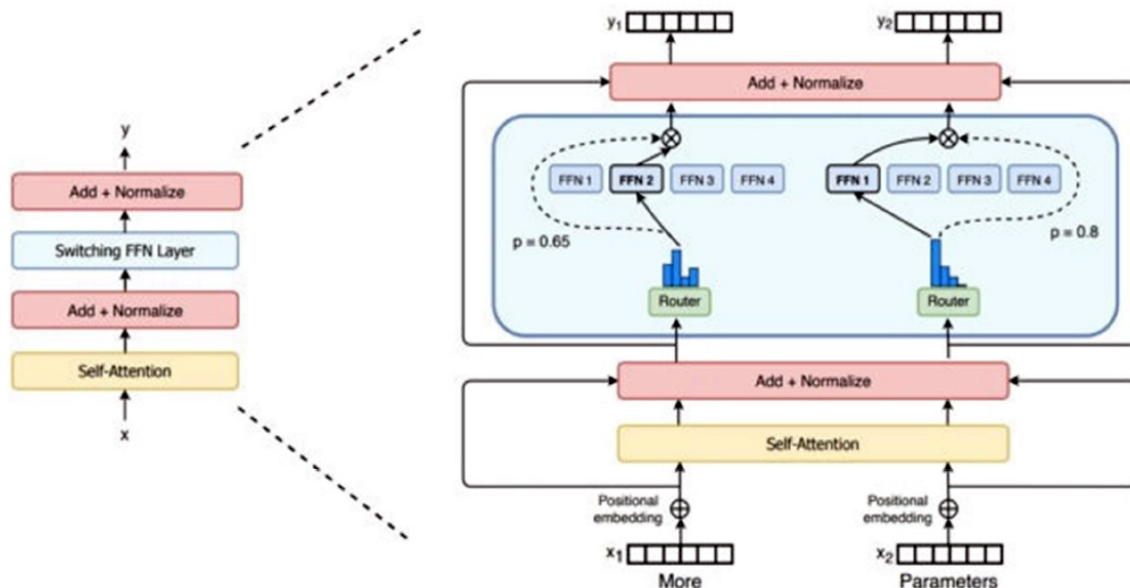 y
Add + Normalize
Switching FFN Layer
Add + Normalize
Self-Attention
x
y1 y2
Add + Normalize
FFN 1 FFN 2 FFN 3 FFN 4 FFN 1 FFN 2 FFN 3 FFN 4
p = 0.65 p = 0.8
Router Router
Add + Normalize
Self-Attention
Positional embedding Positional embedding
x1 x2
More Parameters